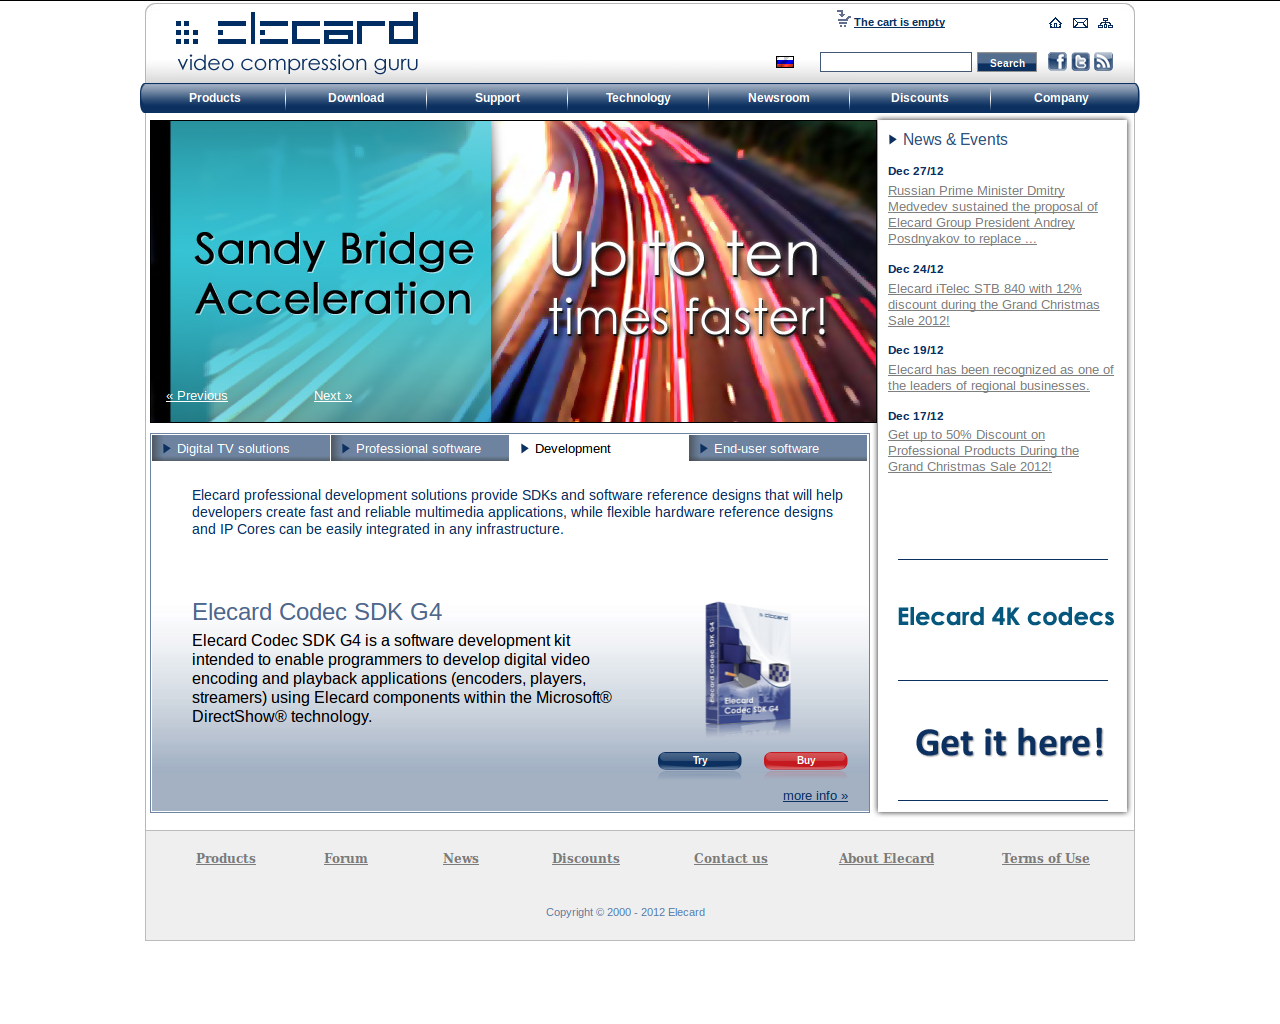 elecard
video compression guru
The cart is empty
Search
Products Download Support Technology Newsroom Discounts Company
Sandy Bridge
Acceleration
Up to ten
times faster!
« Previous Next »
News & Events
Dec 27/12
Russian Prime Minister Dmitry
Medvedev sustained the proposal of
Elecard Group President Andrey
Posdnyakov to replace ...
Dec 24/12
Elecard iTelec STB 840 with 12%
discount during the Grand Christmas
Sale 2012!
Dec 19/12
Elecard has been recognized as one of
the leaders of regional businesses.
Dec 17/12
Get up to 50% Discount on
Professional Products During the
Grand Christmas Sale 2012!
Elecard 4K codecs
Get it here!
Digital TV solutions Professional software Development End-user software
Elecard professional development solutions provide SDKs and software reference designs that will help
developers create fast and reliable multimedia applications, while flexible hardware reference designs
and IP Cores can be easily integrated in any infrastructure.
Elecard Codec SDK G4
Elecard Codec SDK G4 is a software development kit
intended to enable programmers to develop digital video
encoding and playback applications (encoders, players,
streamers) using Elecard components within the Microsoft®
DirectShow® technology.
elecard
Elecard Codec SDK G4
Elecard
Codec SDK G4
Try Buy
more info »
Products Forum News Discounts Contact us About Elecard Terms of Use
Copyright © 2000 - 2012 Elecard